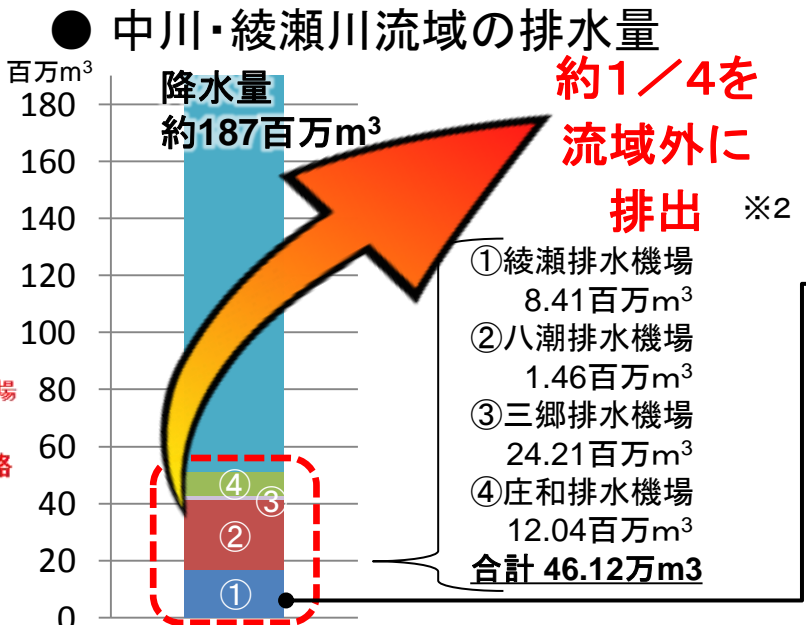 ● 中川・綾瀬川流域の排水量
百万m³
降水量
約187百万m³
約１／４を
流域外に
排出
※2
180
160
140
120
100
80
60
40
20
0
場
④
③
②
①
①綾瀬排水機場
8.41百万m³
②八潮排水機場
1.46百万m³
③三郷排水機場
24.21百万m³
④庄和排水機場
12.04百万m³
合計 46.12万m3